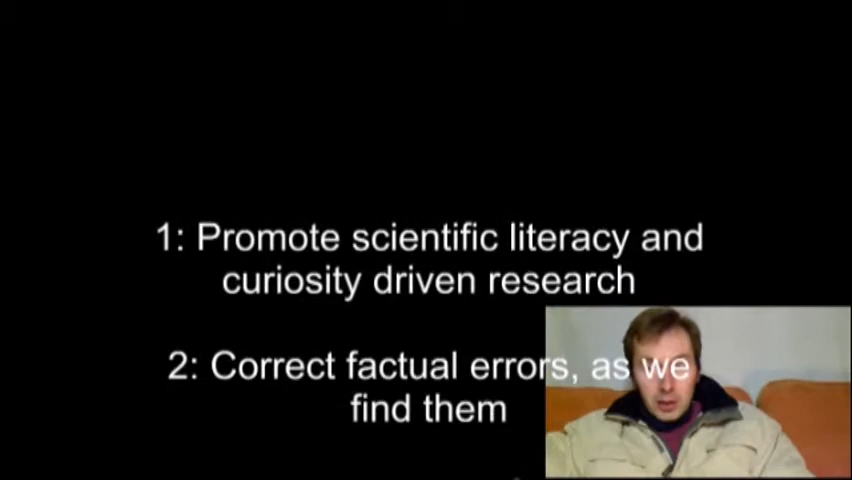 1: Promote scientific literacy and
curiosity driven research
2: Correct factual errors, as we
find them